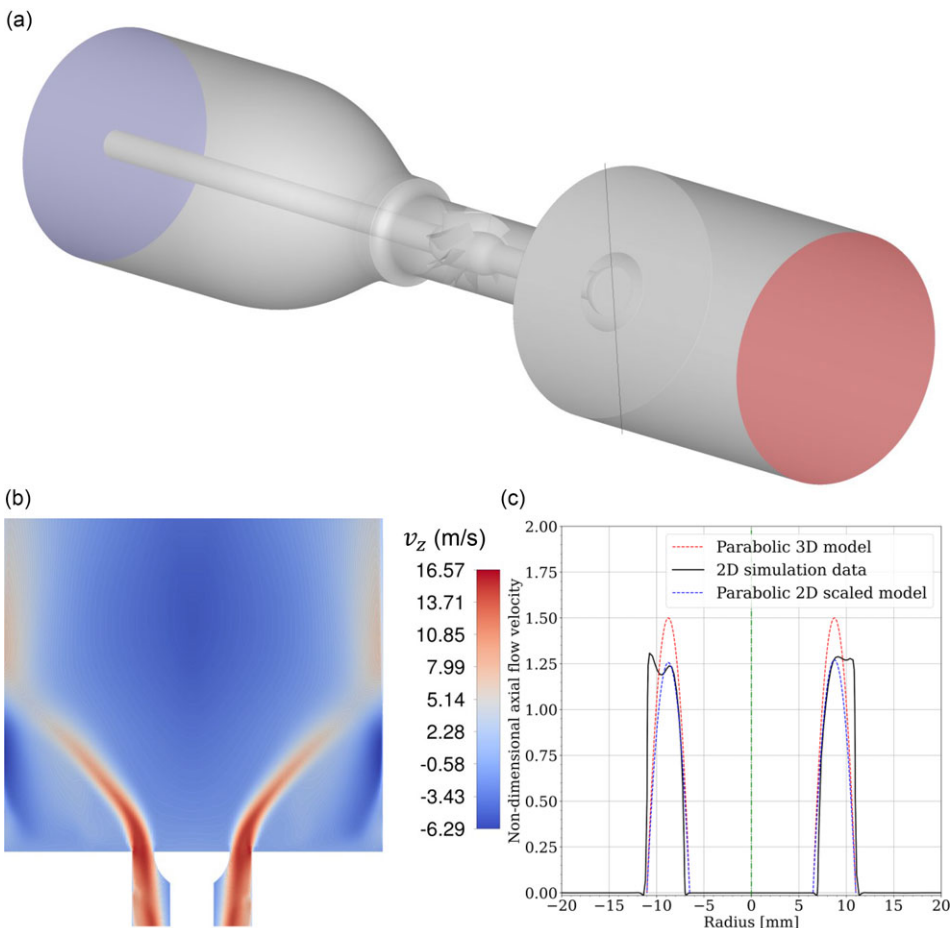 (a)
(b)
v_z (m/s)
16.57
13.71
10.85
7.99
5.14
2.28
-0.58
-3.43
-6.29
(c)
Non-dimensional axial flow velocity
2.00
1.75
1.50
1.25
1.00
0.75
0.50
0.25
0.00
Parabolic 3D model
2D simulation data
Parabolic 2D scaled model
−20 −15 −10 −5 0 5 10 15 20
Radius [mm]